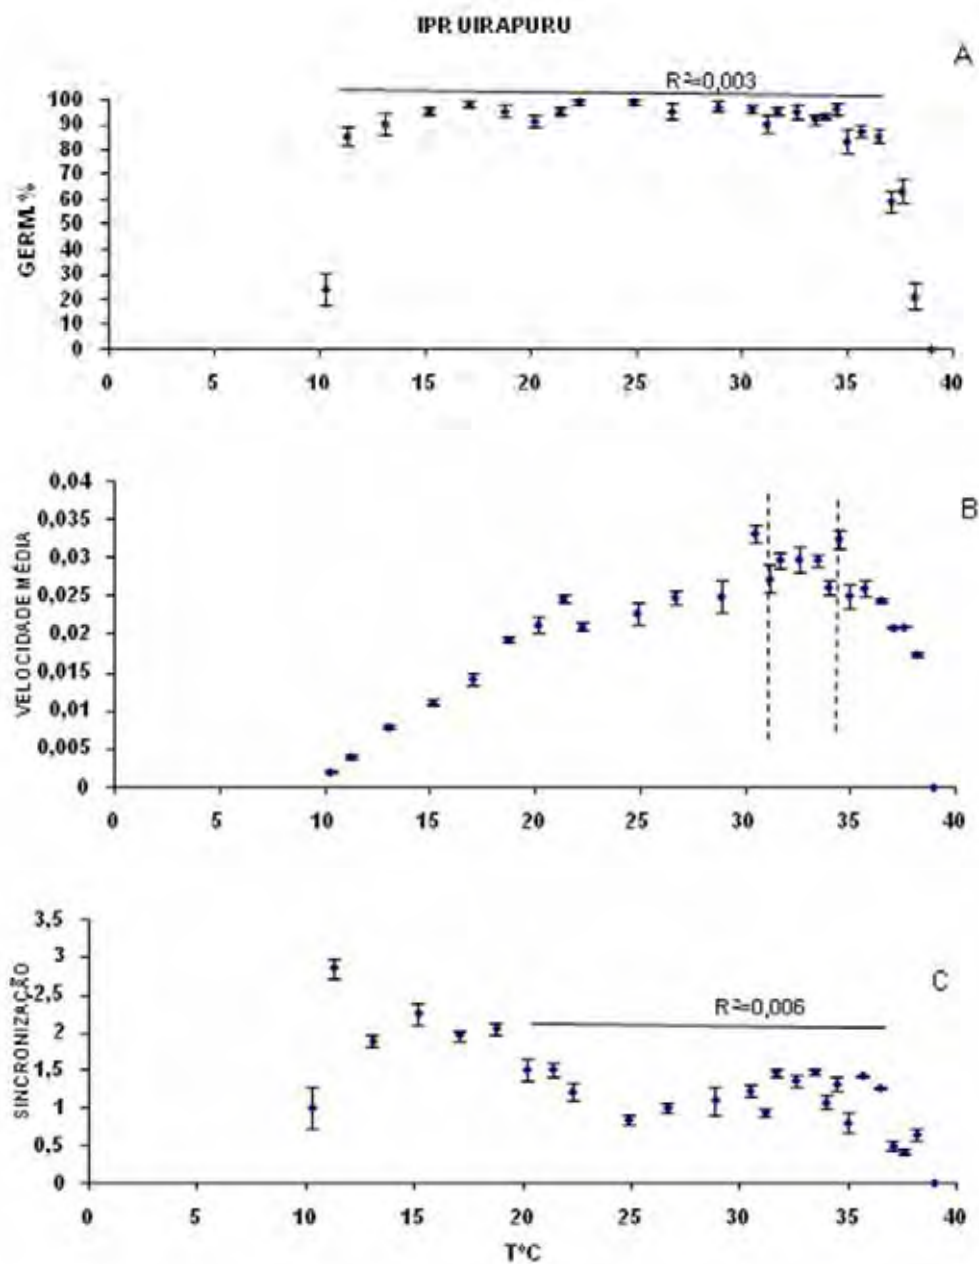 IPR UIRAPURU
A
R²=0,003
100
90
80
70
60
50
40
30
20
10
0
GERM. %
0 5 10 15 20 25 30 35 40
B
0,04
0,035
0,03
0,025
0,02
0,015
0,01
0,005
0
VELOCIDADE MÉDIA
0 5 10 15 20 25 30 35 40
C
R²=0,006
3,5
3
2,5
2
1,5
1
0,5
0
SINCRONIZAÇÃO
0 5 10 15 20 25 30 35 40
T°C